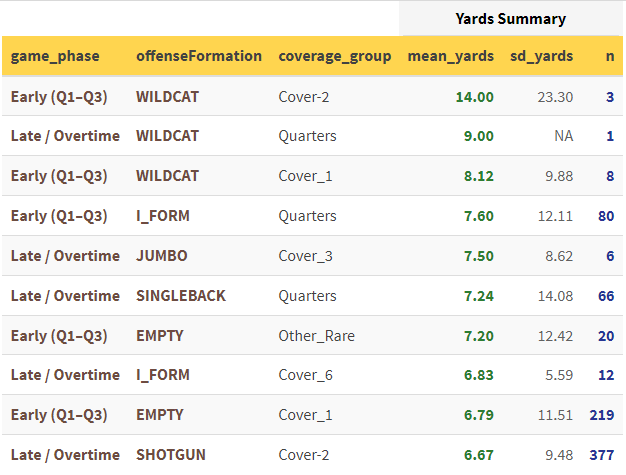 Yards Summary
game_phase offenseFormation coverage_group mean_yards sd_yards n
Early (Q1–Q3) WILDCAT Cover-2 14.00 23.30 3
Late / Overtime WILDCAT Quarters 9.00 NA 1
Early (Q1–Q3) WILDCAT Cover_1 8.12 9.88 8
Early (Q1–Q3) I_FORM Quarters 7.60 12.11 80
Late / Overtime JUMBO Cover_3 7.50 8.62 6
Late / Overtime SINGLEBACK Quarters 7.24 14.08 66
Early (Q1–Q3) EMPTY Other_Rare 7.20 12.42 20
Late / Overtime I_FORM Cover_6 6.83 5.59 12
Early (Q1–Q3) EMPTY Cover_1 6.79 11.51 219
Late / Overtime SHOTGUN Cover-2 6.67 9.48 377